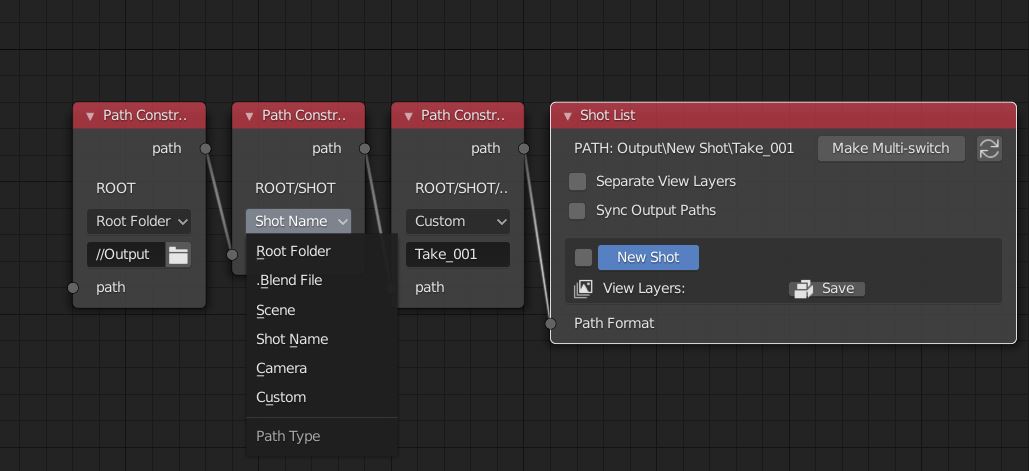 Path Constr..
path
ROOT
Root Folder
//Output
path
Path Constr..
path
ROOT/SHOT
Shot Name
Root Folder
.Blend File
Scene
Shot Name
Camera
Custom
Path Type
Path Constr..
path
ROOT/SHOT/..
Custom
Take_001
path
Shot List
PATH: Output\New Shot\Take_001
Make Multi-switch
Separate View Layers
Sync Output Paths
New Shot
View Layers:
Save
Path Format